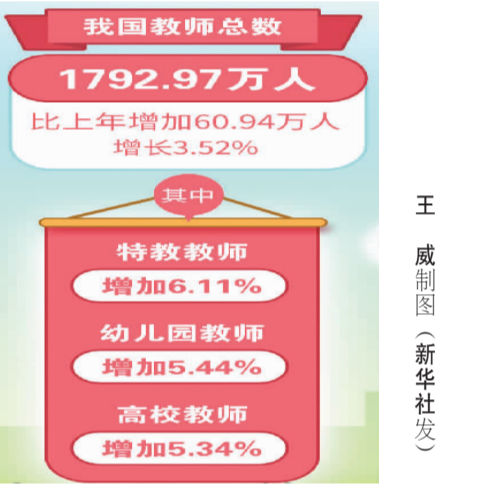 我国教师总数
1792.97万人
比上年增加60.94万人
增长3.52%
其中
特教教师
增加6.11%
幼儿园教师
增加5.44%
高校教师
增加5.34%
王 威制图（新华社发）